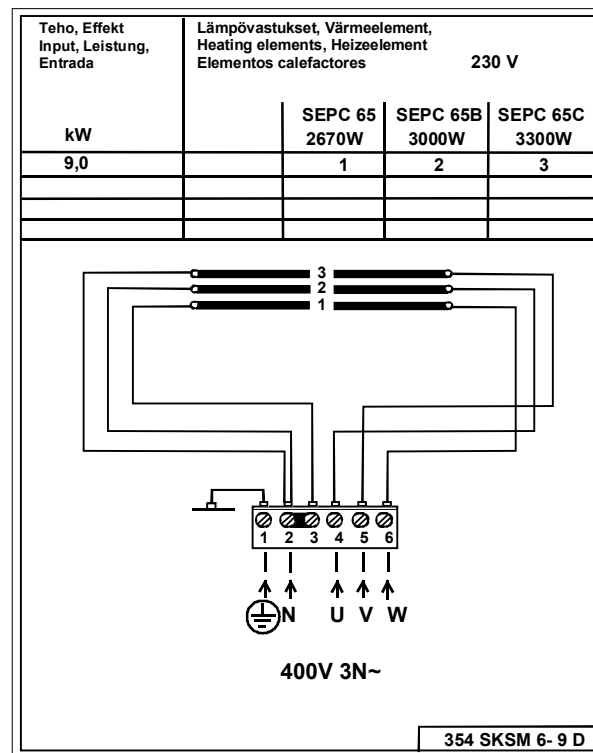 Teho, Effekt
Input, Leistung,
Entrada
Lämpövastukset, Värmeelement,
Heating elements, Heizeelement
Elementos calefactores 230 V
kW
SEPC 65 SEPC 65B SEPC 65C
2670W 3000W 3300W
9,0 1 2 3
3
2
1
1 2 3 4 5 6
N U V W
400V 3N~
354 SKSM 6- 9 D